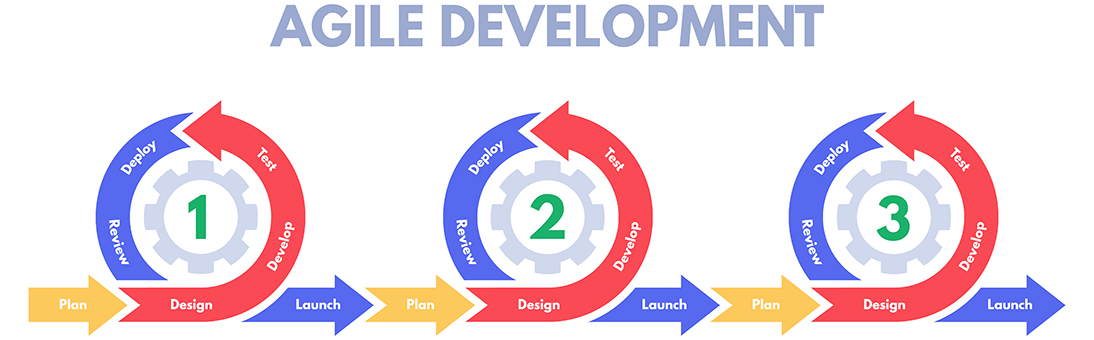 AGILE DEVELOPMENT
Plan
Design
Develop
Test
Deploy
Review
1
Launch
Plan
Design
Develop
Test
Deploy
Review
2
Launch
Plan
Design
Develop
Test
Deploy
Review
3
Launch